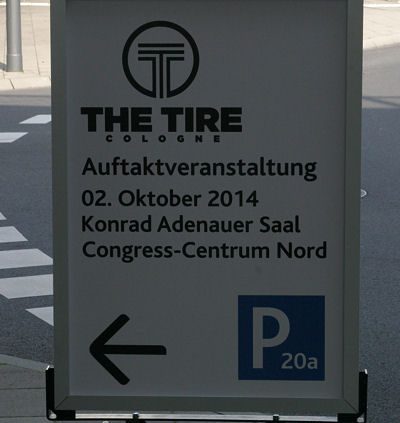 THE TIRE
COLOGNE
Auftaktveranstaltung
02. Oktober 2014
Konrad Adenauer Saal
Congress-Centrum Nord
P 20a